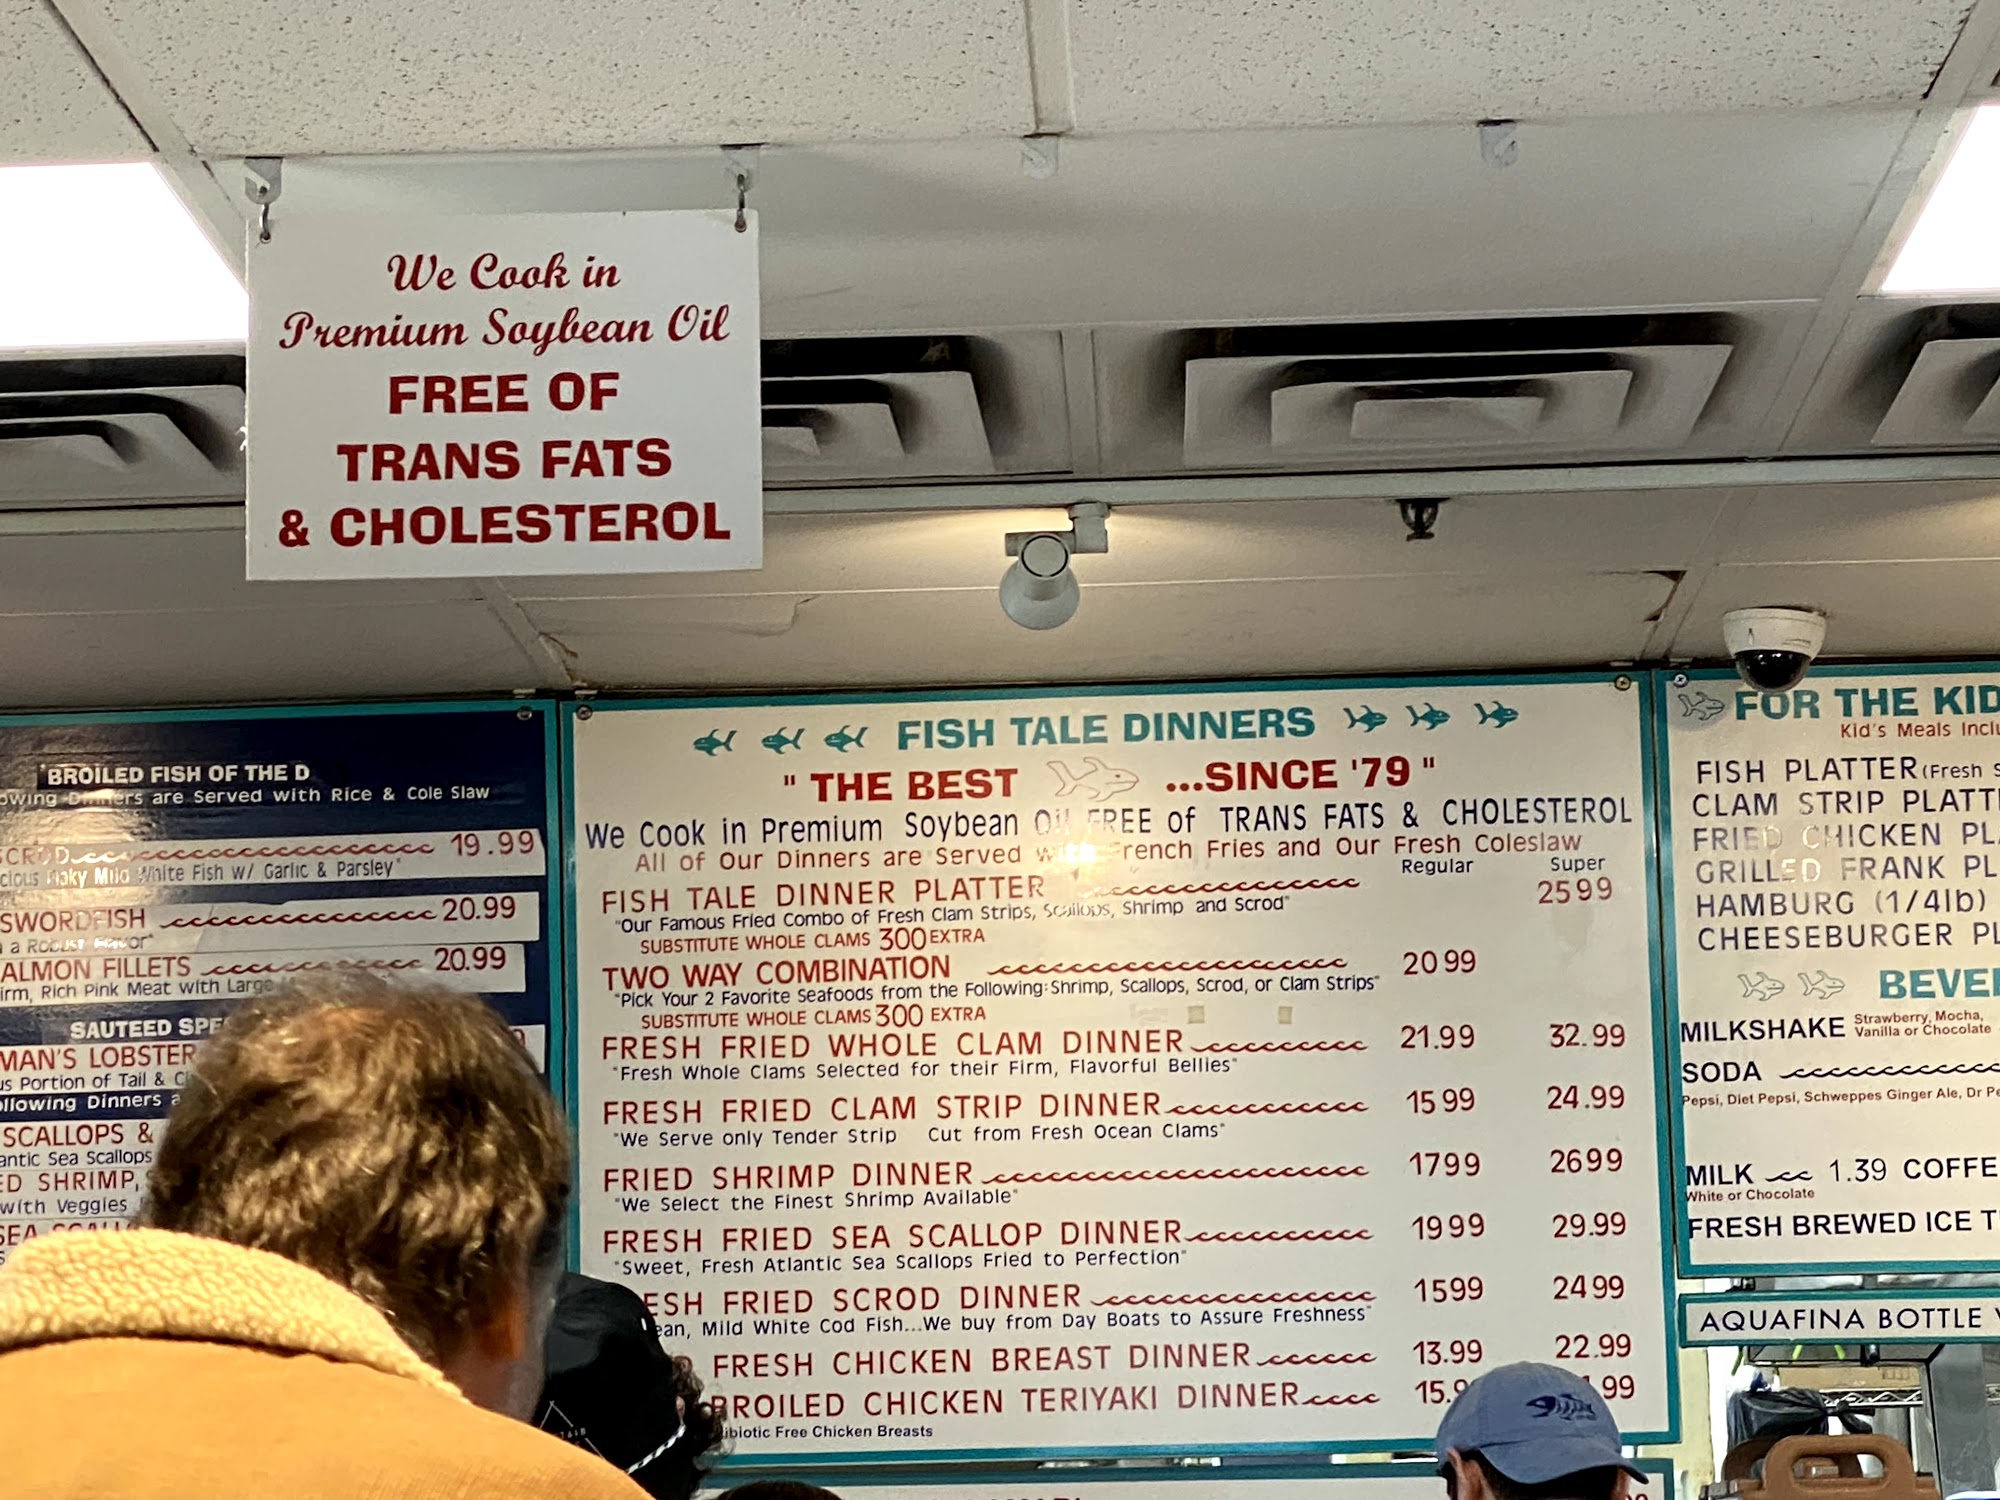 We Cook in
Premium Soybean Oil
FREE OF
TRANS FATS
& CHOLESTEROL
BROILED FISH OF THE D
Dinners are Served with Rice & Cole Slaw
SCROD 19.99
Flaky Mild White Fish w/ Garlic & Parsley"
SWORDFISH 20.99
a Robust Flavor"
ALMON FILLETS 20.99
irm, Rich Pink Meat with Large
SAUTEED SPE
MAN'S LOBSTER
us Portion of Tail &
ollowing Dinners
SCALLOPS &
antic Sea Scallops
ED SHRIMP,
with Veggies
SEA
FISH TALE DINNERS
" THE BEST ...SINCE '79 "
We Cook in Premium Soybean Oil FREE of TRANS FATS & CHOLESTEROL
All of Our Dinners are Served with French Fries and Our Fresh Coleslaw
Regular Super
FISH TALE DINNER PLATTER 2599
"Our Famous Fried Combo of Fresh Clam Strips, Scallops, Shrimp and Scrod"
SUBSTITUTE WHOLE CLAMS 300 EXTRA
TWO WAY COMBINATION 2099
"Pick Your 2 Favorite Seafoods from the Following: Shrimp, Scallops, Scrod, or Clam Strips"
SUBSTITUTE WHOLE CLAMS 300 EXTRA
FRESH FRIED WHOLE CLAM DINNER 21.99 32.99
"Fresh Whole Clams Selected for their Firm, Flavorful Bellies"
FRESH FRIED CLAM STRIP DINNER 1599 24.99
"We Serve only Tender Strip Cut from Fresh Ocean Clams"
FRIED SHRIMP DINNER 1799 2699
"We Select the Finest Shrimp Available"
FRESH FRIED SEA SCALLOP DINNER 1999 29.99
"Sweet, Fresh Atlantic Sea Scallops Fried to Perfection"
ESH FRIED SCROD DINNER 1599 2499
ean, Mild White Cod Fish...We buy from Day Boats to Assure Freshness"
FRESH CHICKEN BREAST DINNER 13.99 22.99
BROILED CHICKEN TERIYAKI DINNER 15.9 .99
ibiotic Free Chicken Breasts
FOR THE KID
Kid's Meals Incl
FISH PLATTER (Fresh
CLAM STRIP PLATT
FRIED CHICKEN PL
GRILLED FRANK PL
HAMBURG (1/4lb)
CHEESEBURGER PL
BEVE
MILKSHAKE Strawberry, Mocha,
Vanilla or Chocolate
SODA
Pepsi, Diet Pepsi, Schweppes Ginger Ale, Dr Pe
MILK 1.39 COFFE
White or Chocolate
FRESH BREWED ICE T
AQUAFINA BOTTLE